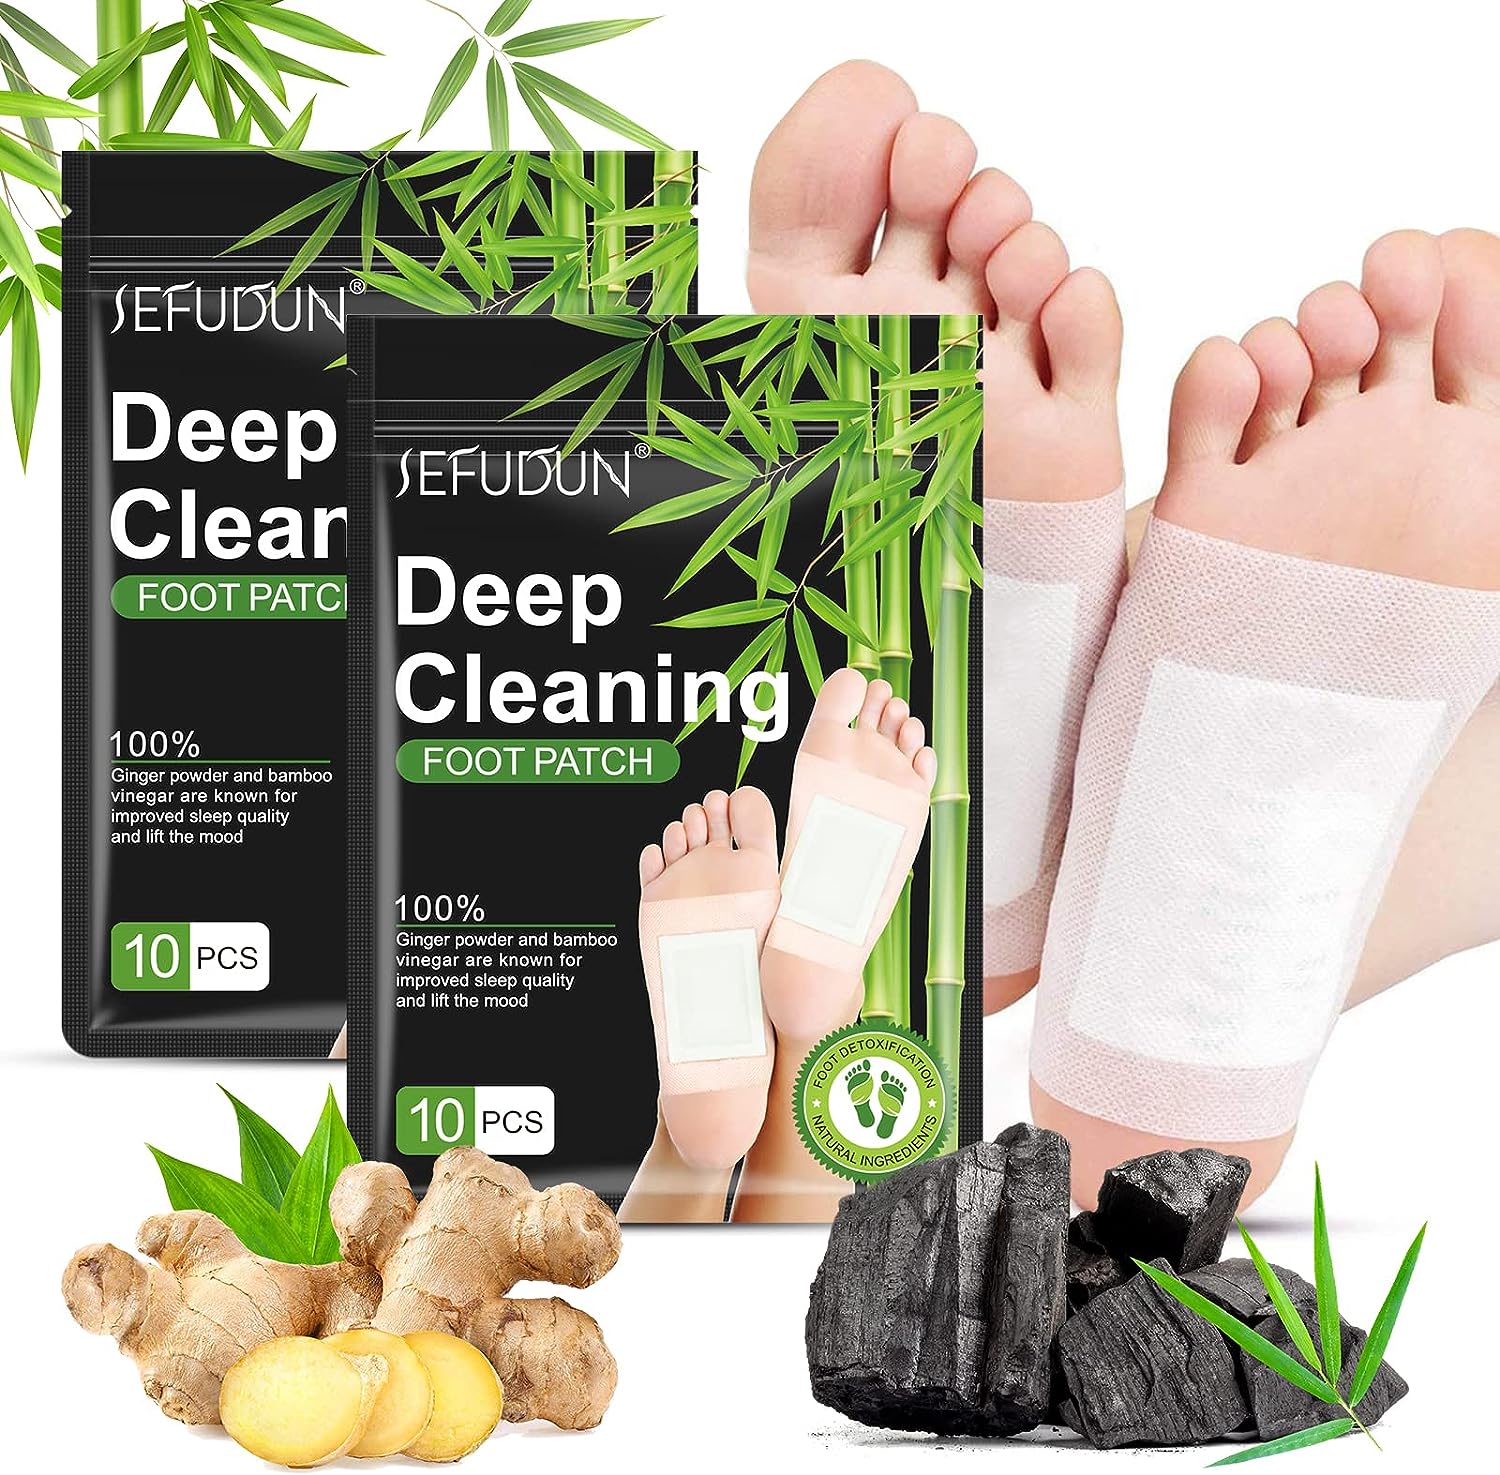 SEFUDUN®
Deep
Clean
FOOT PATC
100%
Ginger powder and bamboo
vinegar are known for
improved sleep quality
and lift the mood
10 PCS
SEFUDUN®
Deep
Cleaning
FOOT PATCH
100%
Ginger powder and bamboo
vinegar are known for
improved sleep quality
and lift the mood
10 PCS
FOOT DETOXIFICATION
NATURAL INGREDIENTS